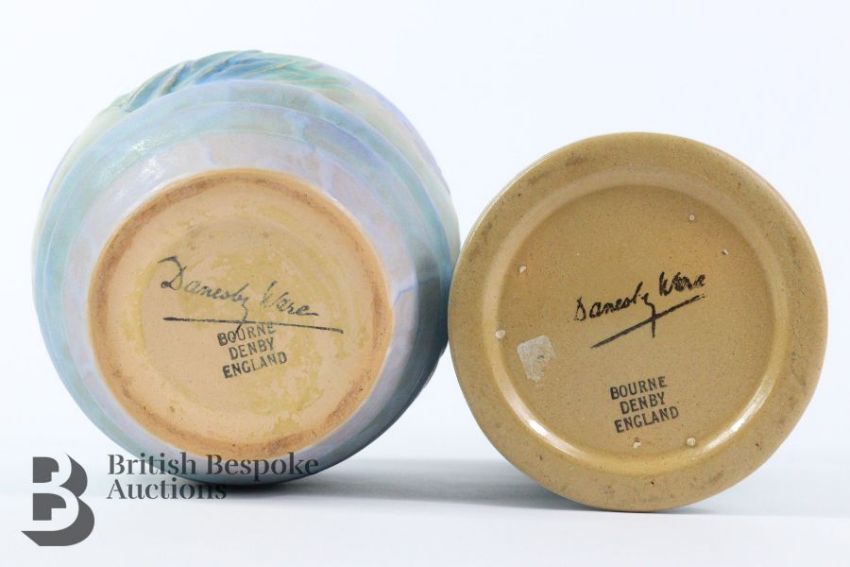 Danesby Ware
BOURNE
DENBY
ENGLAND
Danesby Ware
BOURNE
DENBY
ENGLAND
British Bespoke
Auctions